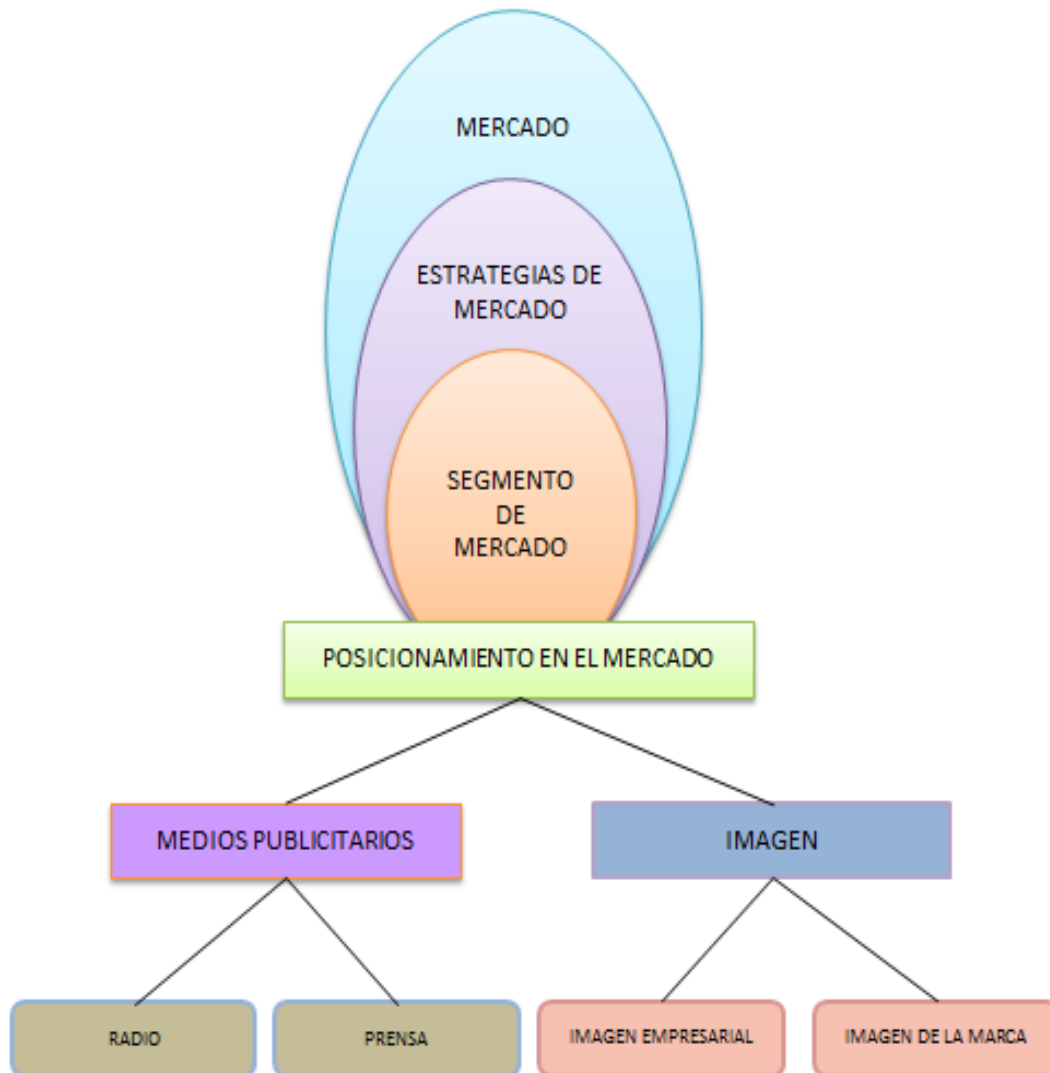 MERCADO
ESTRATEGIAS DE
MERCADO
SEGMENTO
DE
MERCADO
POSICIONAMIENTO EN EL MERCADO
MEDIOS PUBLICITARIOS
IMAGEN
RADIO
PRENSA
IMAGEN EMPRESARIAL
IMAGEN DE LA MARCA